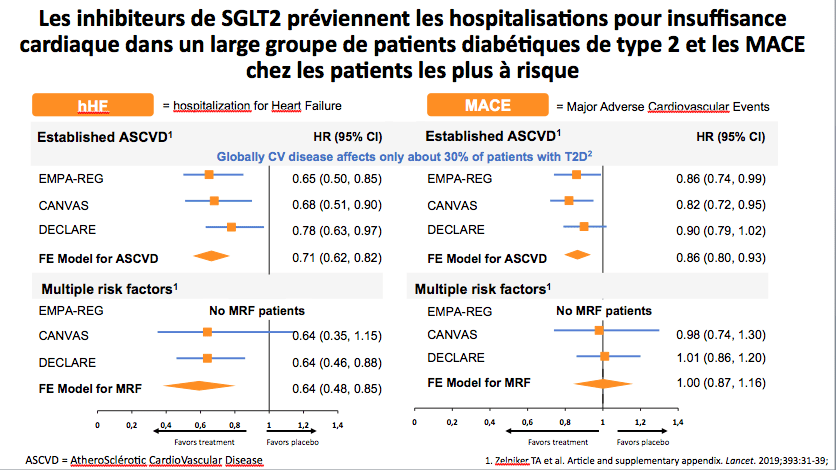 Les inhibiteurs de SGLT2 préviennent les hospitalisations pour insuffisance
cardiaque dans un large groupe de patients diabétiques de type 2 et les MACE
chez les patients les plus à risque
hHF = hospitalization for Heart Failure
MACE = Major Adverse Cardiovascular Events
Established ASCVD¹ HR (95% CI)
Established ASCVD¹ HR (95% CI)
Globally CV disease affects only about 30% of patients with T2D²
EMPA-REG 0.65 (0.50, 0.85)
CANVAS 0.68 (0.51, 0.90)
DECLARE 0.78 (0.63, 0.97)
FE Model for ASCVD 0.71 (0.62, 0.82)
EMPA-REG 0.86 (0.74, 0.99)
CANVAS 0.82 (0.72, 0.95)
DECLARE 0.90 (0.79, 1.02)
FE Model for ASCVD 0.86 (0.80, 0.93)
Multiple risk factors¹
EMPA-REG No MRF patients
CANVAS 0.64 (0.35, 1.15)
DECLARE 0.64 (0.46, 0.88)
FE Model for MRF 0.64 (0.48, 0.85)
0 0,2 0,4 0,6 0,8 1 1,2 1,4
Favors treatment Favors placebo
Multiple risk factors¹
EMPA-REG No MRF patients
CANVAS 0.98 (0.74, 1.30)
DECLARE 1.01 (0.86, 1.20)
FE Model for MRF 1.00 (0.87, 1.16)
0 0,2 0,4 0,6 0,8 1 1,2 1,4
Favors treatment Favors placebo
ASCVD = AtheroSclérotic CardioVascular Disease
1. Zelniker TA et al. Article and supplementary appendix. Lancet. 2019;393:31-39;